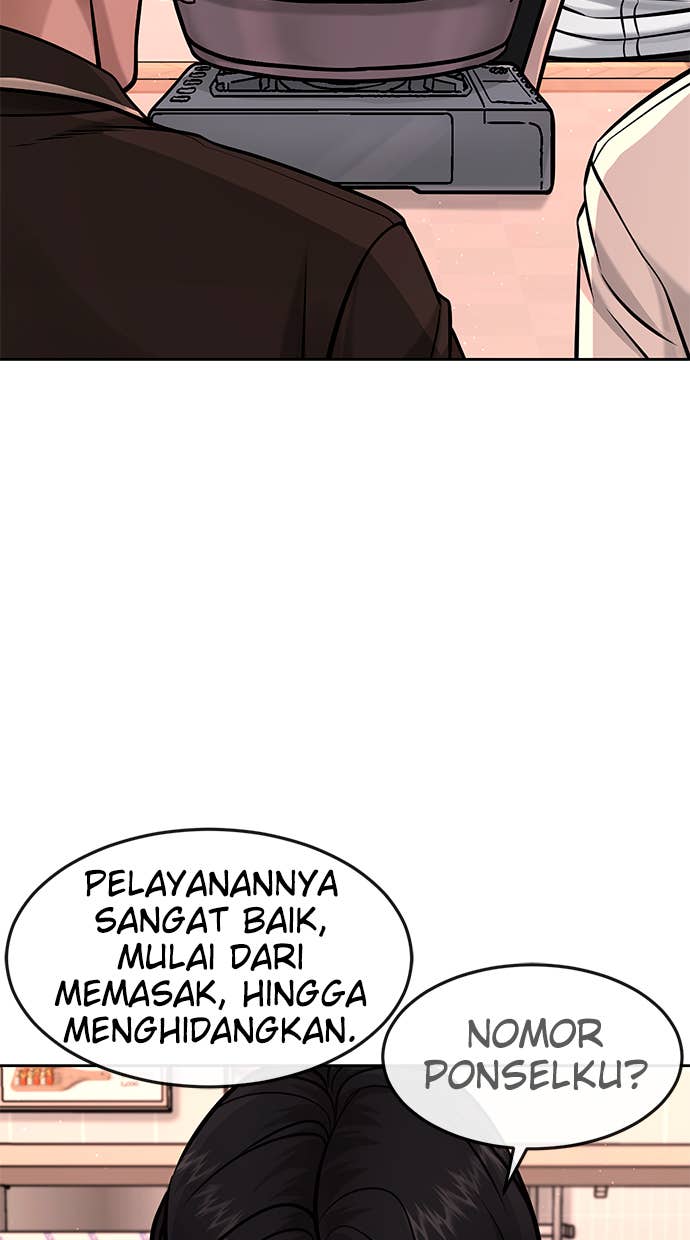 PELAYANANNYA
SANGAT BAIK,
MULAI DARI
MEMASAK, HINGGA
MENGHIDANGKAN.
NOMOR
PONSELKU?